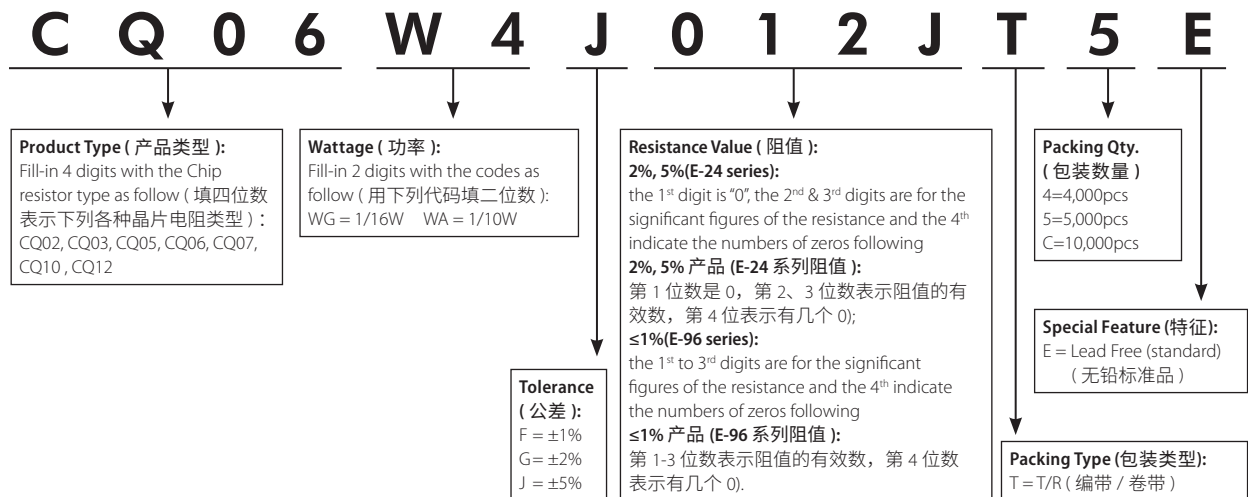 C Q 0 6 W 4 J 0 1 2 J T 5 E
Product Type ( 产品类型 ):
Fill-in 4 digits with the Chip
resistor type as follow ( 填四位数
表示下列各种晶片电阻类型 ) :
CQ02, CQ03, CQ05, CQ06, CQ07,
CQ10 , CQ12
Wattage ( 功率 ):
Fill-in 2 digits with the codes as
follow ( 用下列代码填二位数 ):
WG = 1/16W WA = 1/10W
Tolerance
( 公差 ):
F = ±1%
G= ±2%
J = ±5%
Resistance Value ( 阻值 ):
2%, 5%(E-24 series):
the 1st digit is “0”, the 2nd & 3rd digits are for the
significant figures of the resistance and the 4th
indicate the numbers of zeros following
2%, 5% 产品 (E-24 系列阻值 ):
第 1 位数是 0，第 2、3 位数表示阻值的有
效数，第 4 位表示有几个 0);
≤1%(E-96 series):
the 1st to 3rd digits are for the significant
figures of the resistance and the 4th indicate
the numbers of zeros following
≤1% 产品 (E-96 系列阻值 ):
第 1-3 位数表示阻值的有效数，第 4 位数
表示有几个 0).
Packing Type (包装类型):
T = T/R ( 编带 / 卷带 )
Packing Qty.
( 包装数量 )
4=4,000pcs
5=5,000pcs
C=10,000pcs
Special Feature (特征):
E = Lead Free (standard)
( 无铅标准品 )